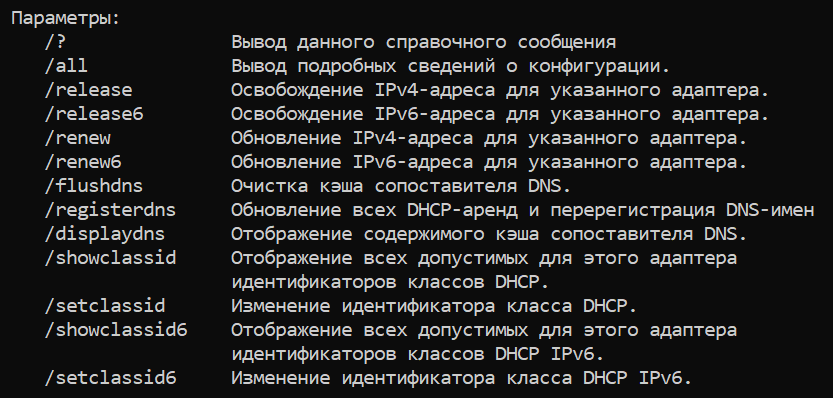 Параметры:
/? Вывод данного справочного сообщения
/all Вывод подробных сведений о конфигурации.
/release Освобождение IPv4-адреса для указанного адаптера.
/release6 Освобождение IPv6-адреса для указанного адаптера.
/renew Обновление IPv4-адреса для указанного адаптера.
/renew6 Обновление IPv6-адреса для указанного адаптера.
/flushdns Очистка кэша сопоставителя DNS.
/registerdns Обновление всех DHCP-аренд и перерегистрация DNS-имен
/displaydns Отображение содержимого кэша сопоставителя DNS.
/showclassid Отображение всех допустимых для этого адаптера
идентификаторов классов DHCP.
/setclassid Изменение идентификатора класса DHCP.
/showclassid6 Отображение всех допустимых для этого адаптера
идентификаторов классов DHCP IPv6.
/setclassid6 Изменение идентификатора класса DHCP IPv6.